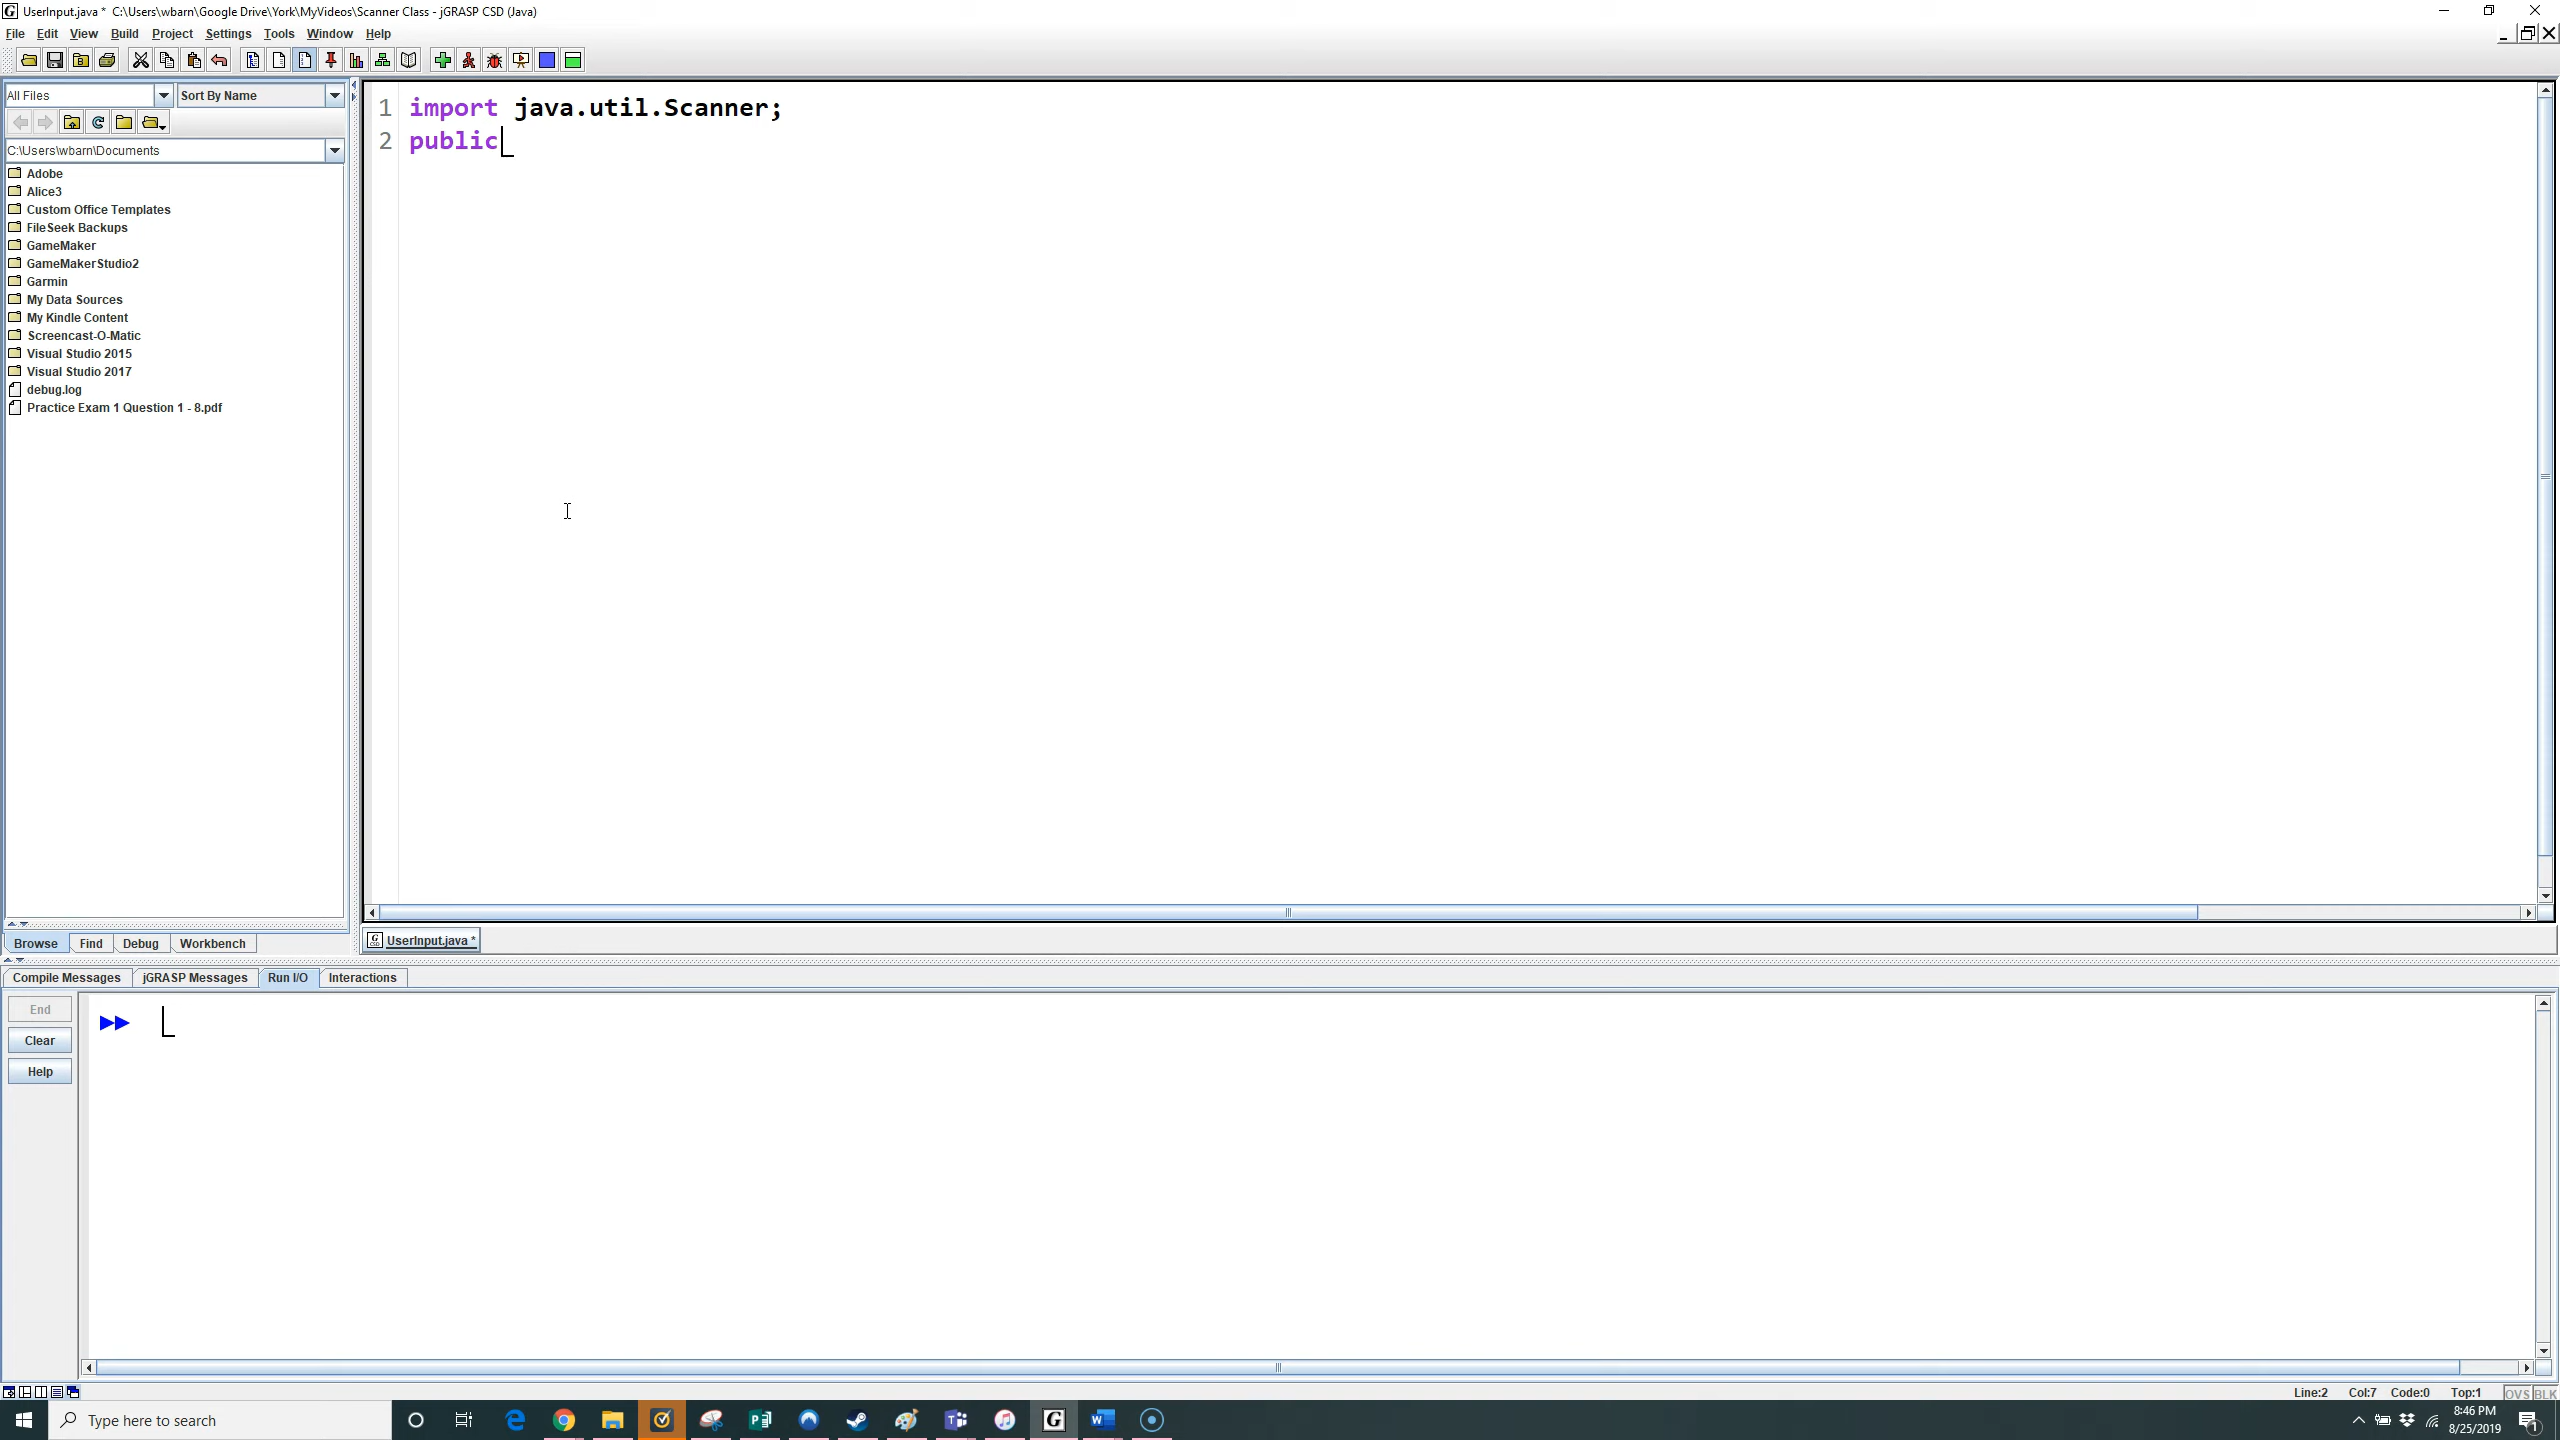 UserInput.java * C:\Users\wbarn\Google Drive\York\MyVideos\Scanner Class - jGRASP CSD (Java)
File Edit View Build Project Settings Tools Window Help
All Files Sort By Name
C:\Users\wbarn\Documents
Adobe
Alice3
Custom Office Templates
FileSeek Backups
GameMaker
GameMakerStudio2
Garmin
My Data Sources
My Kindle Content
Screencast-O-Matic
Visual Studio 2015
Visual Studio 2017
debug.log
Practice Exam 1 Question 1 - 8.pdf
1 import java.util.Scanner;
2 public
Browse Find Debug Workbench
UserInput.java *
Compile Messages jGRASP Messages Run I/O Interactions
End
Clear
Help
Line:2 Col:7 Code:0 Top:1 OVS BLK
Type here to search
8:46 PM
8/25/2019